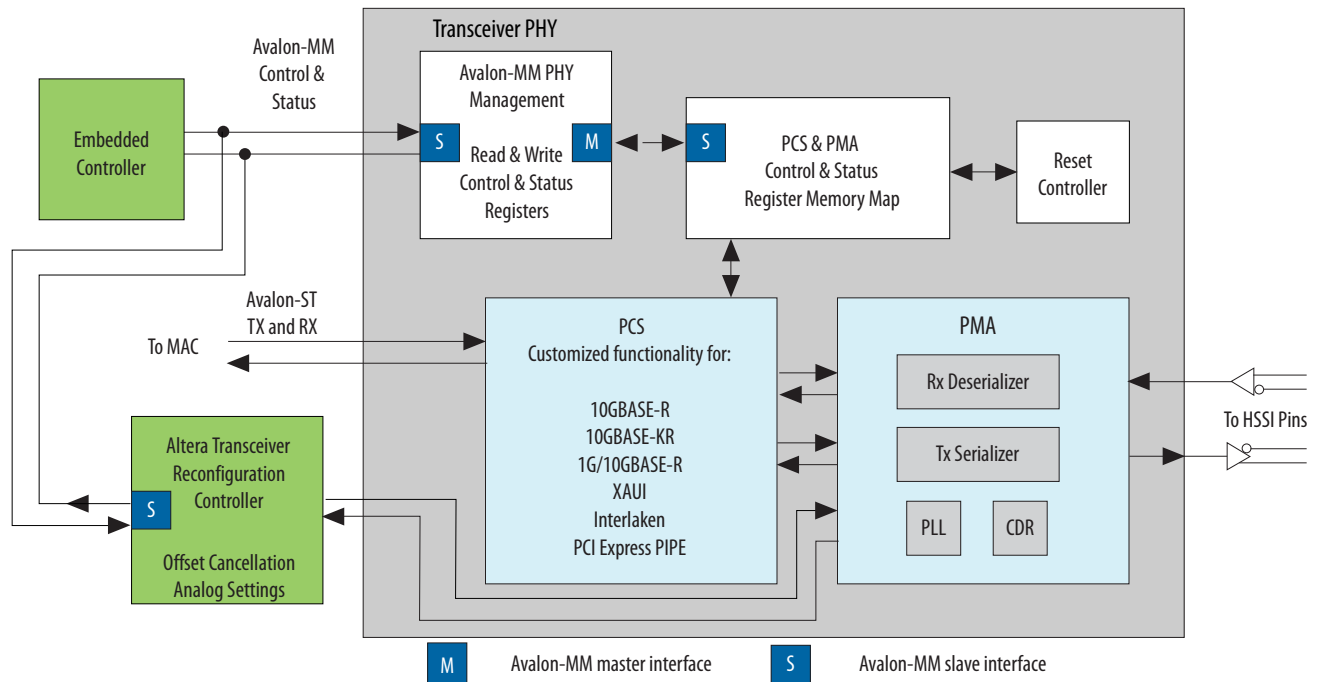 Transceiver PHY
Avalon-MM
Control &
Status
Embedded
Controller
Avalon-MM PHY
Management
S
M
Read & Write
Control & Status
Registers
S
PCS & PMA
Control & Status
Register Memory Map
Reset
Controller
Avalon-ST
TX and RX
To MAC
PCS
Customized functionality for:
10GBASE-R
10GBASE-KR
1G/10GBASE-R
XAUI
Interlaken
PCI Express PIPE
PMA
Rx Deserializer
Tx Serializer
PLL
CDR
To HSSI Pins
Altera Transceiver
Reconfiguration
Controller
S
Offset Cancellation
Analog Settings
M
Avalon-MM master interface
S
Avalon-MM slave interface